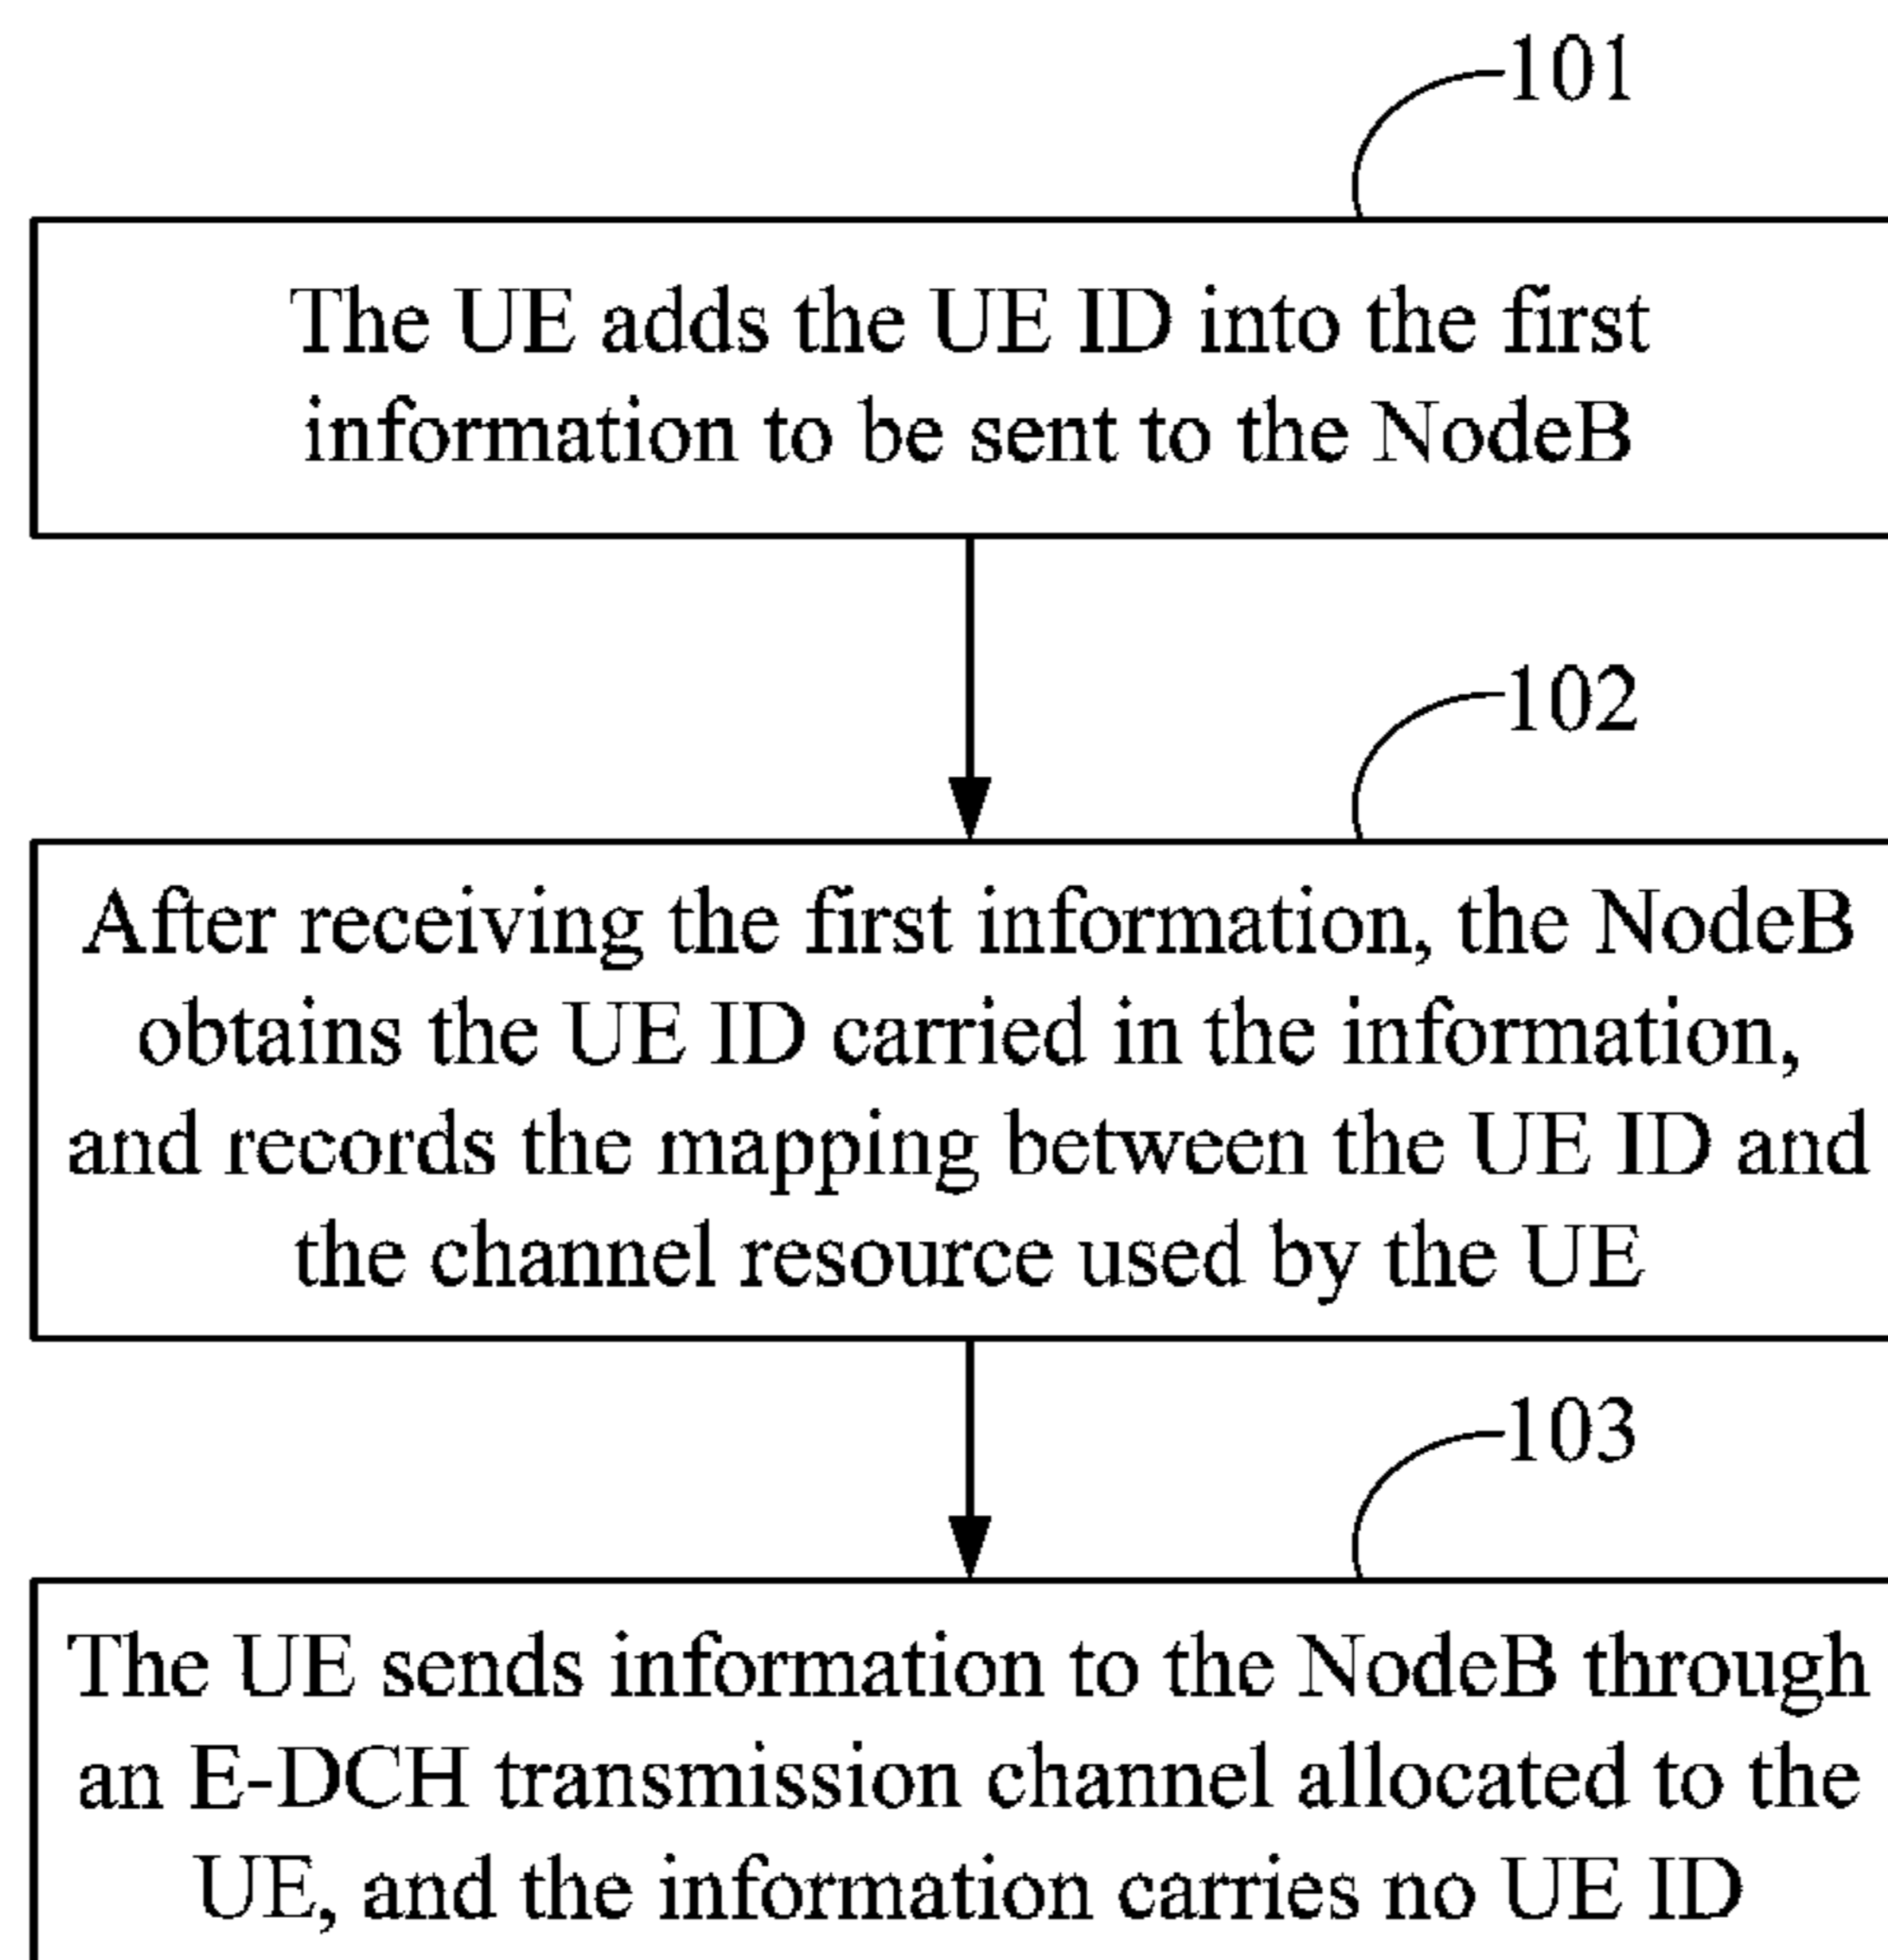 101
The UE adds the UE ID into the first
information to be sent to the NodeB
102
After receiving the first information, the NodeB
obtains the UE ID carried in the information,
and records the mapping between the UE ID and
the channel resource used by the UE
103
The UE sends information to the NodeB through
an E-DCH transmission channel allocated to the
UE, and the information carries no UE ID